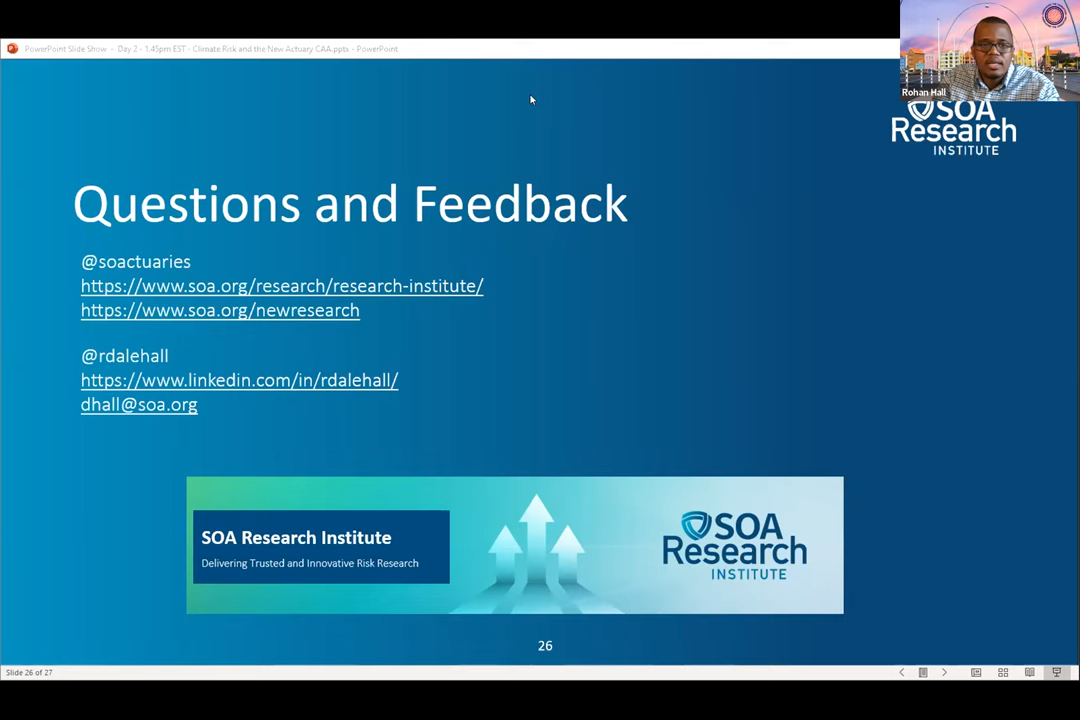 PowerPoint Slide Show - Day 2 - 1.45pm EST - Climate Risk and the New Actuary CAA.ppts - PowerPoint
Rohan Hall
SOA
Research
INSTITUTE
Questions and Feedback
@soactuaries
https://www.soa.org/research/research-institute/
https://www.soa.org/newresearch
@rdalehall
https://www.linkedin.com/in/rdalehall/
dhall@soa.org
SOA Research Institute
Delivering Trusted and Innovative Risk Research
SOA
Research
INSTITUTE
26
Slide 26 of 27